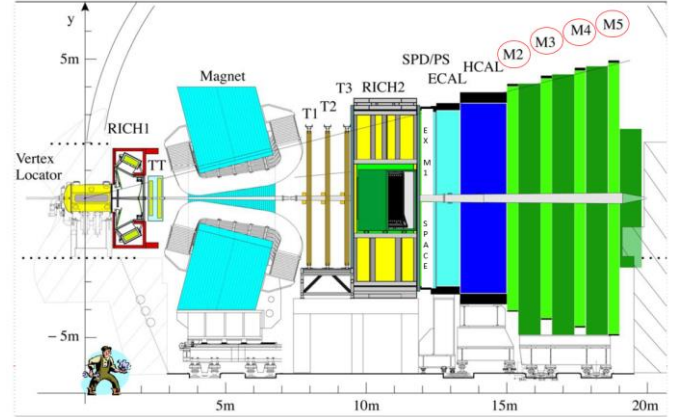 y
5m
− 5m
Vertex
Locator
RICH1
TT
Magnet
T1
T2
T3
RICH2
EX M1 SPACE
SPD/PS
ECAL
HCAL
M2
M3
M4
M5
5m
10m
15m
20m